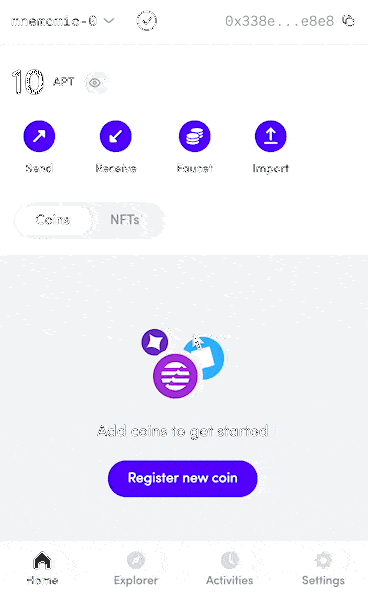 mnemomic-0 0x338e...e8e8
10 APT
Send Receive Faucet Import
Coins NFTs
Add coins to get started
Register new coin
Home Explorer Activities Settings